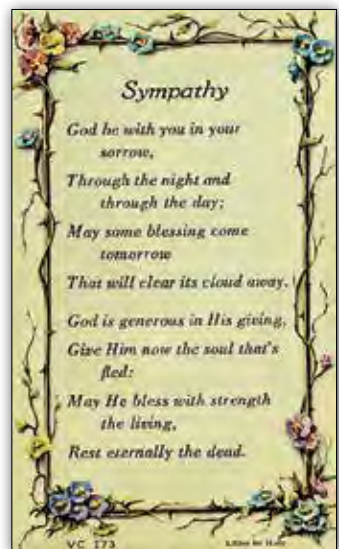 Sympathy
God be with you in your
sorrow,
Through the night and
through the day;
May some blessing come
tomorrow
That will clear its cloud away.
God is generous in His giving,
Give Him now the soul that's
fled:
May He bless with strength
the living,
Rest eternally the dead.
VC 173